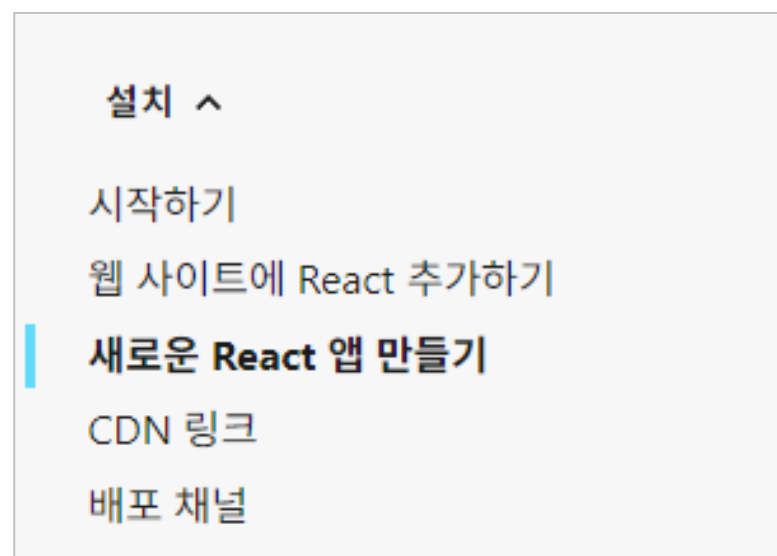 설치
시작하기
웹 사이트에 React 추가하기
새로운 React 앱 만들기
CDN 링크
배포 채널